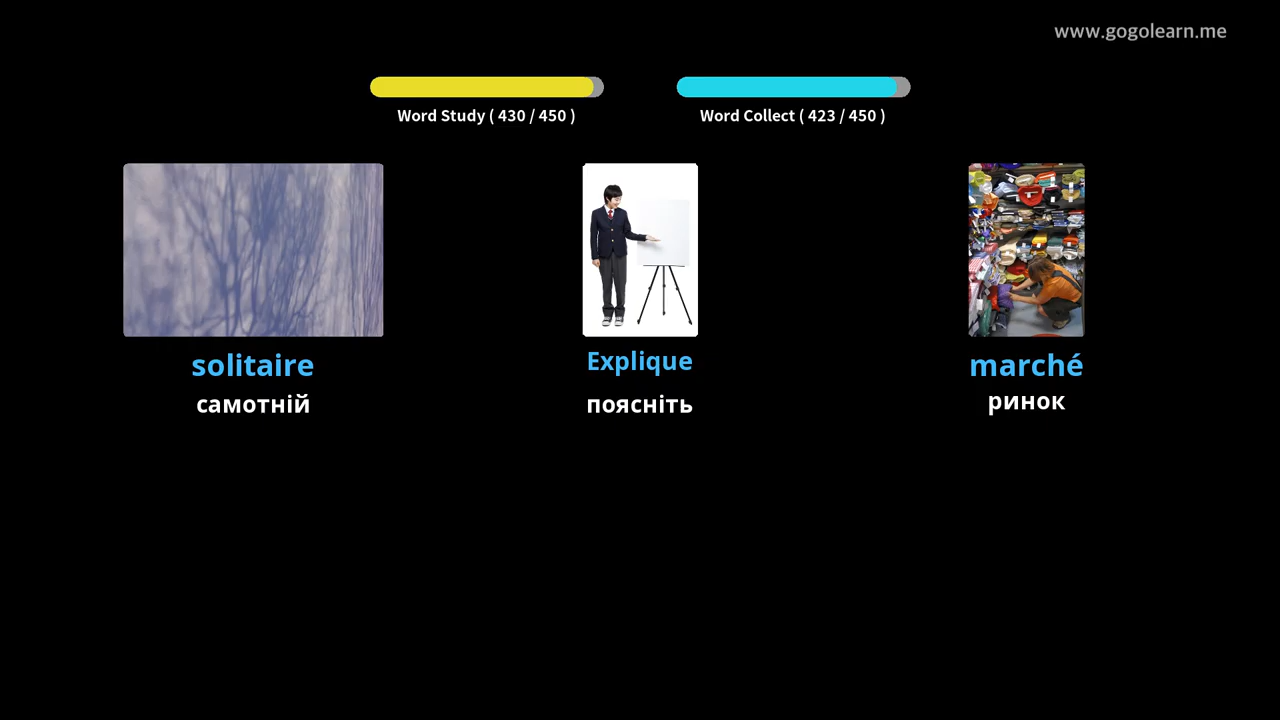 www.gogolearn.me
Word Study ( 430 / 450 )
Word Collect ( 423 / 450 )
solitaire
Explique
marché
самотній
поясніть
ринок